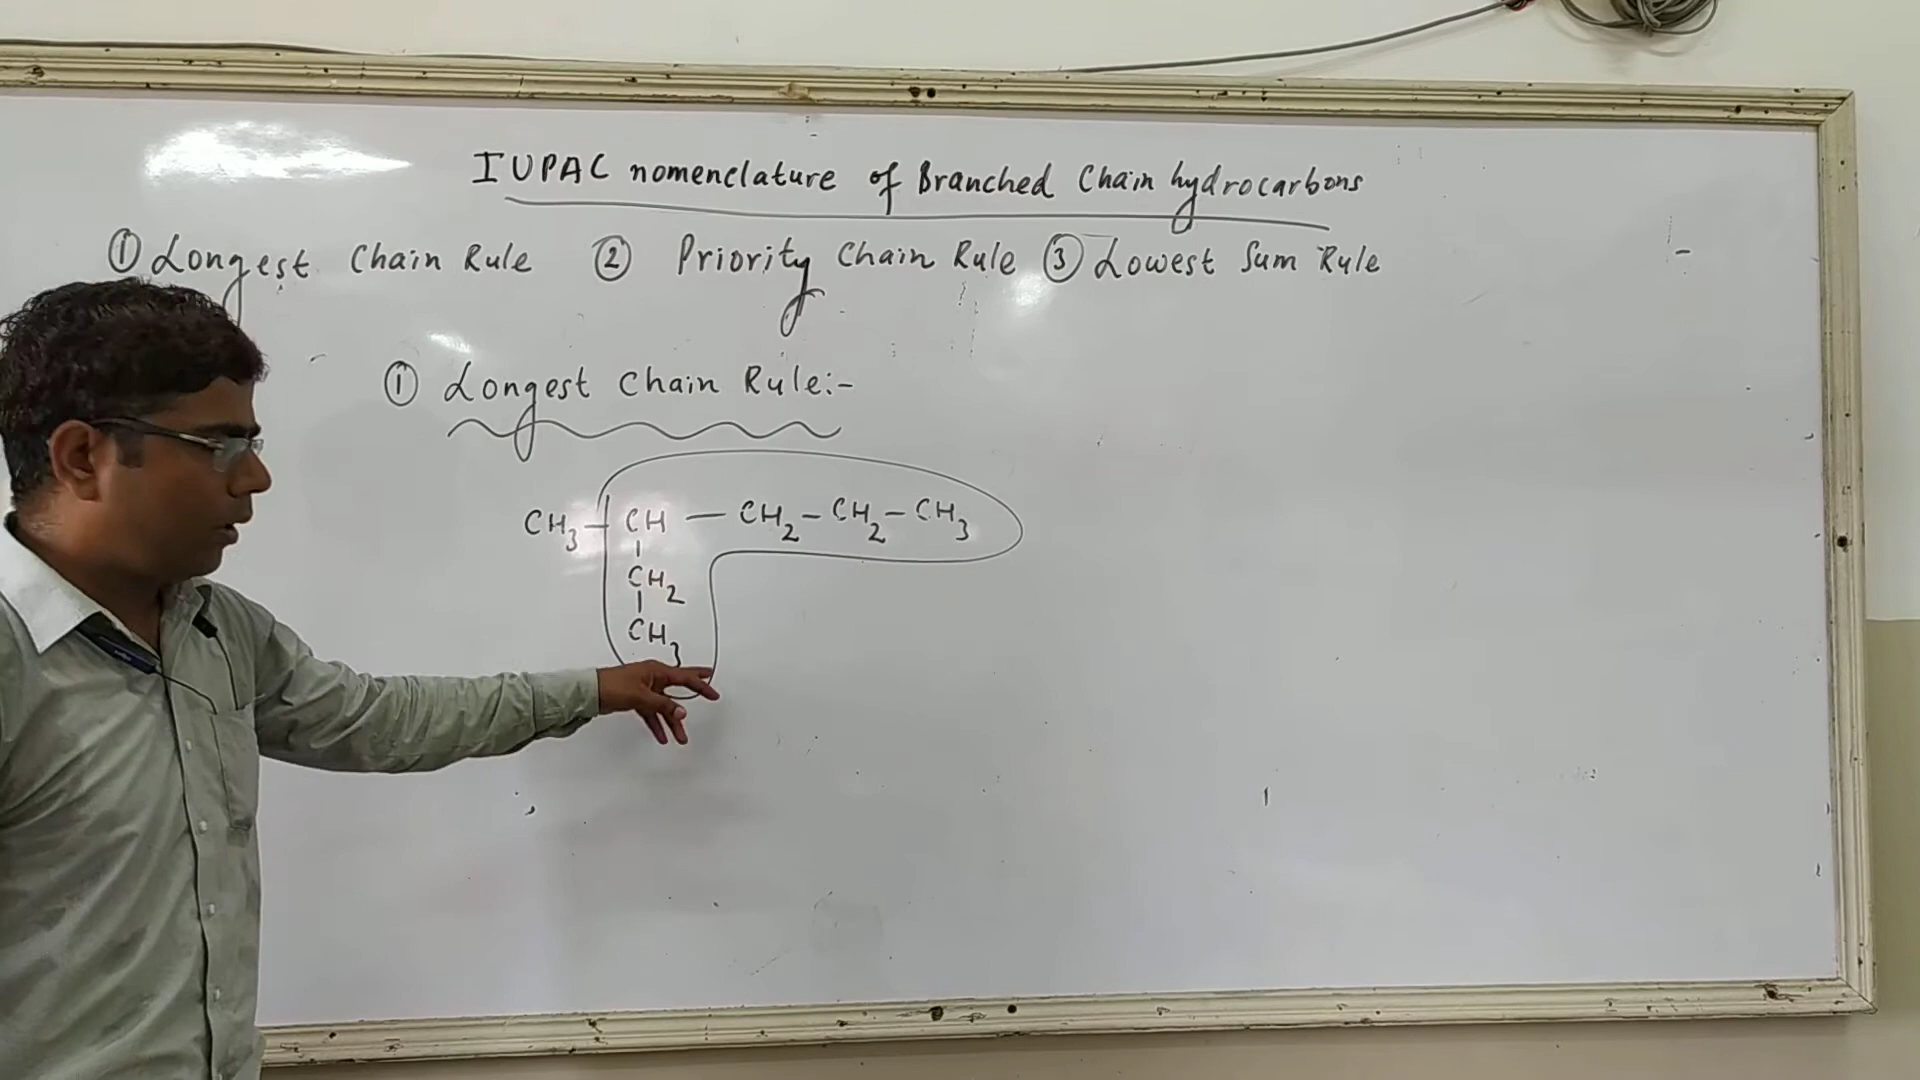 IUPAC nomenclature of Branched Chain hydrocarbons
① Longest Chain Rule ② Priority Chain Rule ③ Lowest Sum Rule
① Longest Chain Rule:-
CH₃ - CH — CH₂ - CH₂ - CH₃
CH₂
CH₃